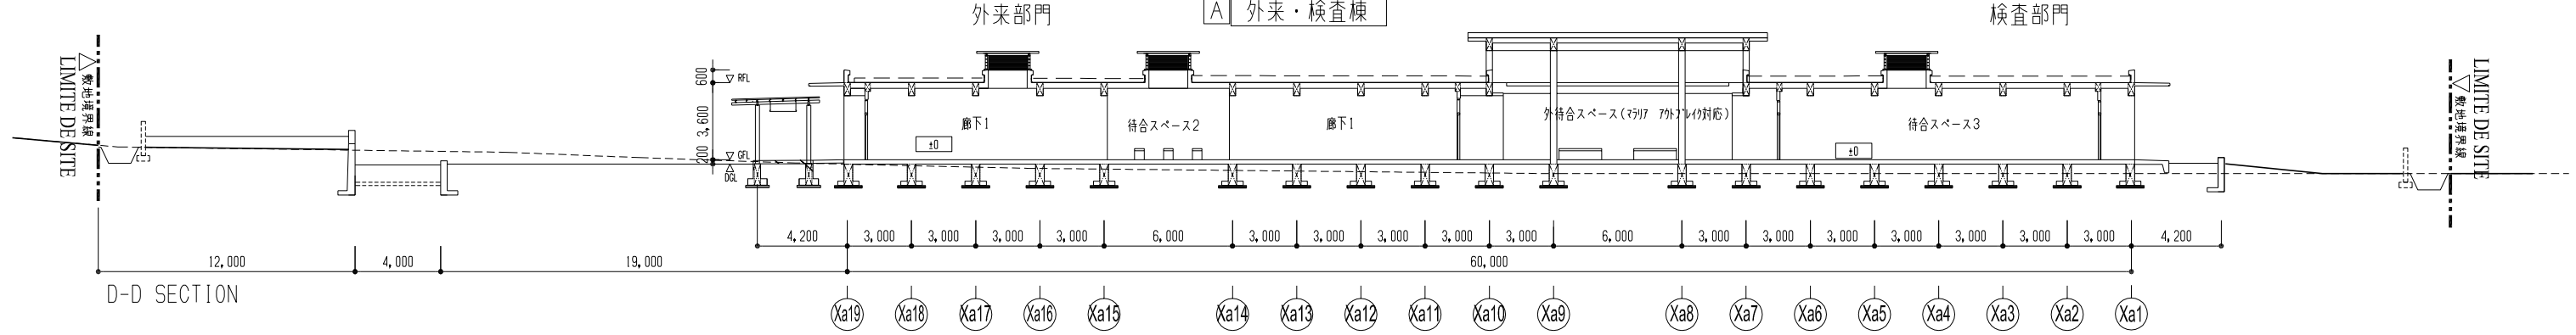 外来部門
A 外来・検査棟
検査部門
LIMITE DE SITE
敷地境界線
600
3,600
200
RFL
GFL
DGL
廊下1
±0
待合スペース2
廊下1
外待合スペース(マラリア アウトブレイク対応)
待合スペース3
±0
LIMITE DE SITE
敷地境界線
4,200 3,000 3,000 3,000 3,000 6,000 3,000 3,000 3,000 3,000 3,000 6,000 3,000 3,000 3,000 3,000 3,000 3,000 3,000 4,200
12,000 4,000 19,000 60,000
D-D SECTION
Xa19 Xa18 Xa17 Xa16 Xa15 Xa14 Xa13 Xa12 Xa11 Xa10 Xa9 Xa8 Xa7 Xa6 Xa5 Xa4 Xa3 Xa2 Xa1